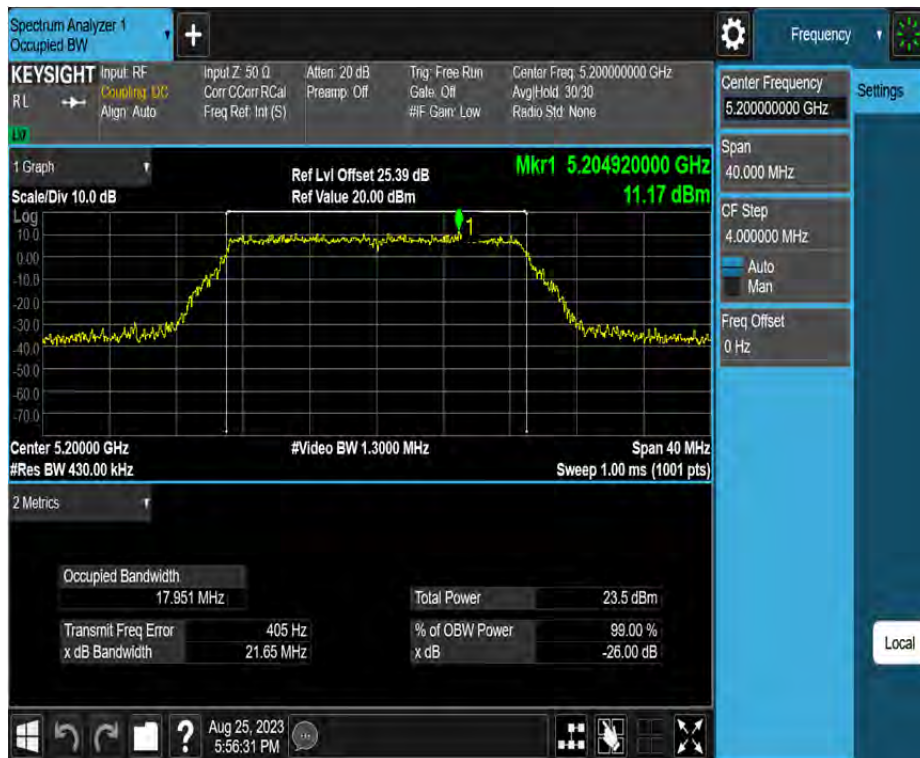 Spectrum Analyzer 1
Occupied BW
Frequency
KEYSIGHT
RL
Input: RF
Coupling: DC
Align: Auto
Input Z: 50 Ω
Corr CCorr RCal
Freq Ref: Int (S)
Atten: 20 dB
Preamp: Off
Trig: Free Run
Gate: Off
#IF Gain: Low
Center Freq: 5.200000000 GHz
Avg|Hold: 30/30
Radio Std: None
Center Frequency
5.200000000 GHz
Settings
Span
40.000 MHz
CF Step
4.000000 MHz
Auto
Man
Freq Offset
0 Hz
1 Graph
Scale/Div 10.0 dB
Ref Lvl Offset 25.39 dB
Ref Value 20.00 dBm
Mkr1 5.204920000 GHz
11.17 dBm
Log
10.0
0.00
-10.0
-20.0
-30.0
-40.0
-50.0
-60.0
-70.0
1
Center 5.20000 GHz
#Video BW 1.3000 MHz
Span 40 MHz
#Res BW 430.00 kHz
Sweep 1.00 ms (1001 pts)
2 Metrics
Occupied Bandwidth
17.951 MHz
Total Power 23.5 dBm
Transmit Freq Error 405 Hz
% of OBW Power 99.00 %
x dB Bandwidth 21.65 MHz
x dB -26.00 dB
Local
?
Aug 25, 2023
5:56:31 PM